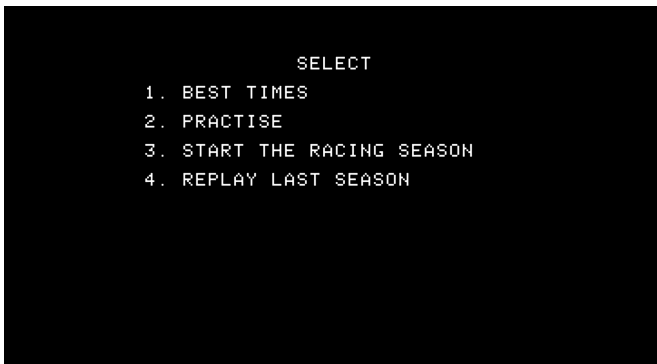 SELECT
1. BEST TIMES
2. PRACTISE
3. START THE RACING SEASON
4. REPLAY LAST SEASON